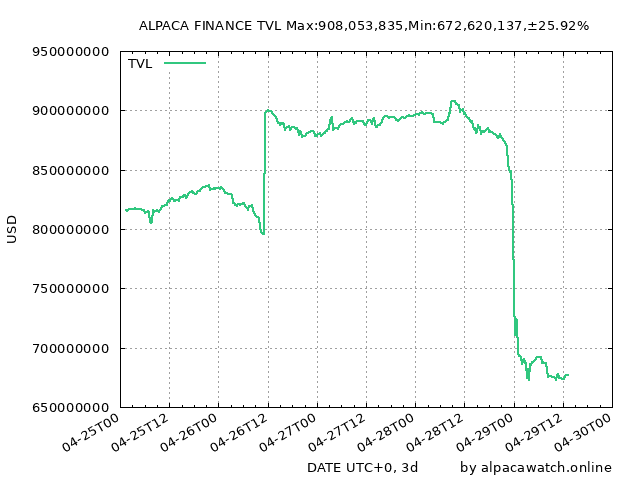 ALPACA FINANCE TVL Max:908,053,835,Min:672,620,137,±25.92%
950000000
TVL
900000000
850000000
800000000
USD
750000000
700000000
650000000
04-25T00
04-25T12
04-26T00
04-26T12
04-27T00
04-27T12
04-28T00
04-28T12
04-29T00
04-29T12
04-30T00
DATE UTC+0, 3d
by alpacawatch.online